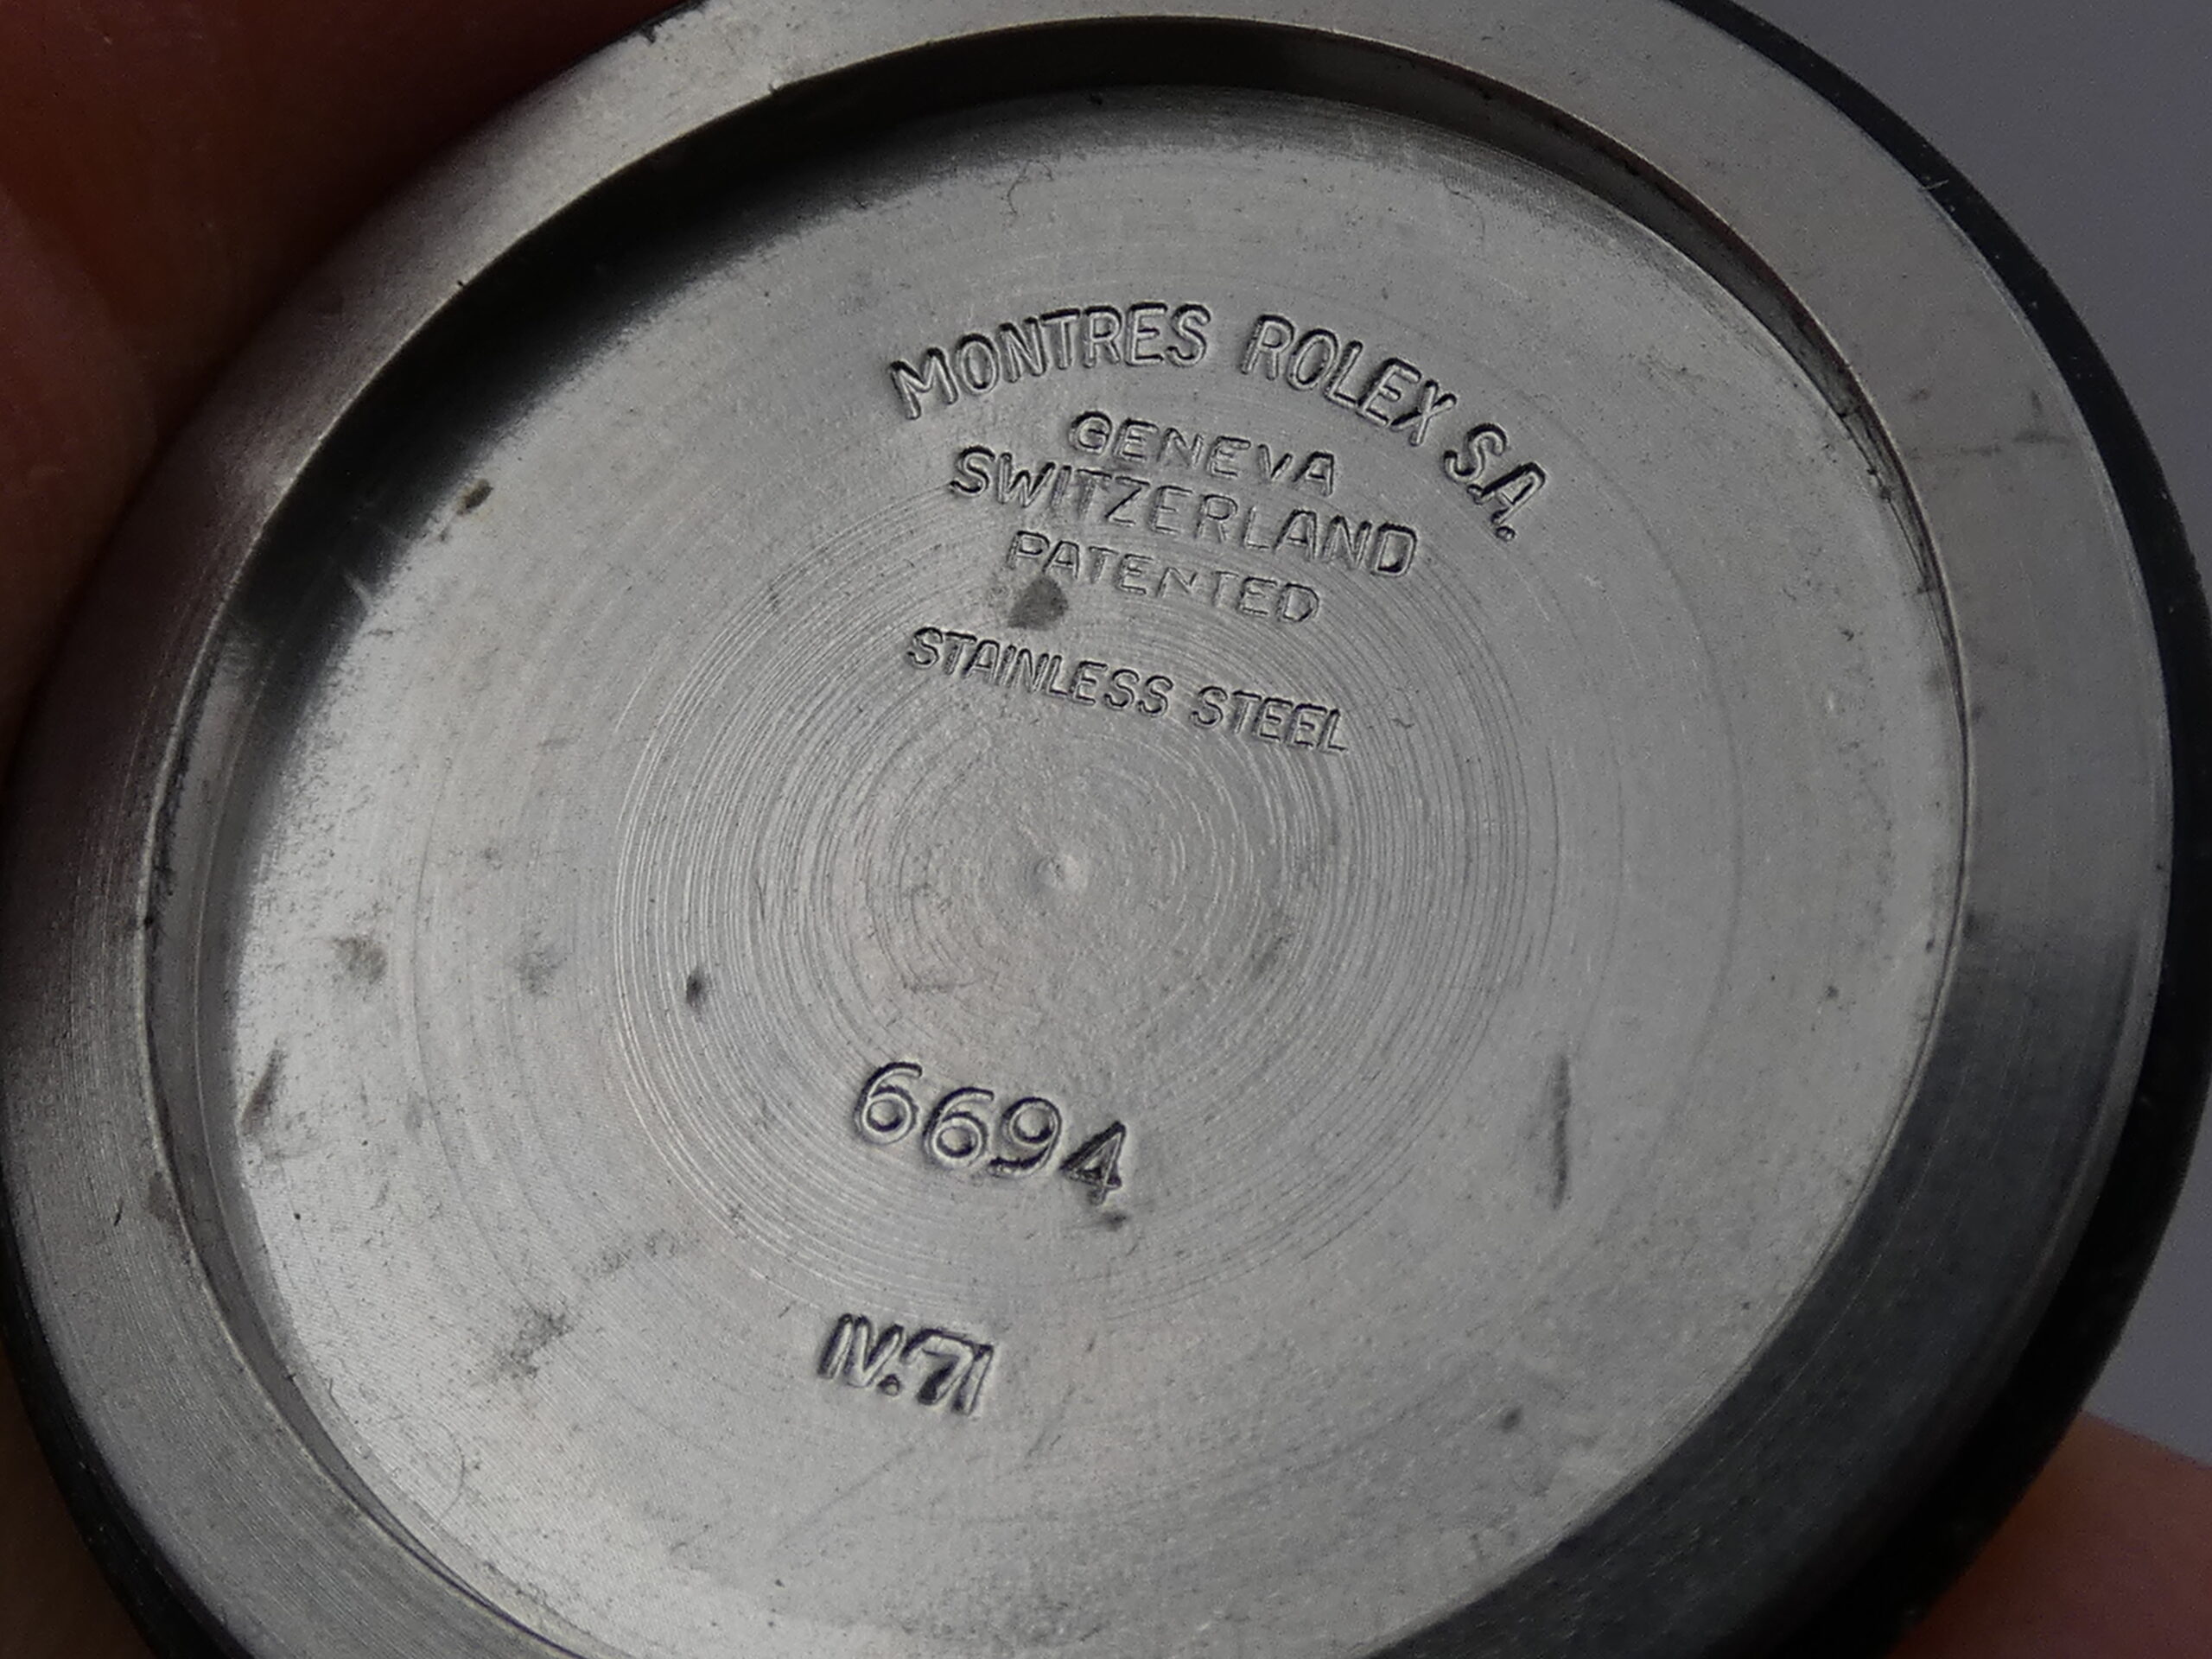 MONTRES ROLEX S.A.
GENEVA
SWITZERLAND
PATENTED
STAINLESS STEEL
6694
IV.71